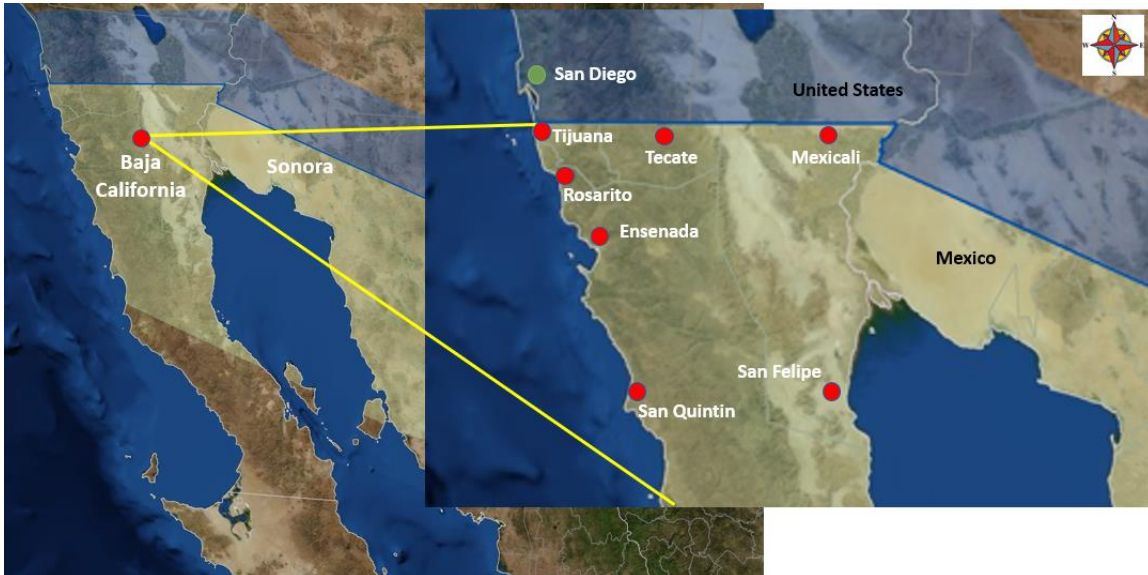 Baja
California
Sonora
N
W
E
S
San Diego
United States
Tijuana
Tecate
Mexicali
Rosarito
Ensenada
Mexico
San Felipe
San Quintin